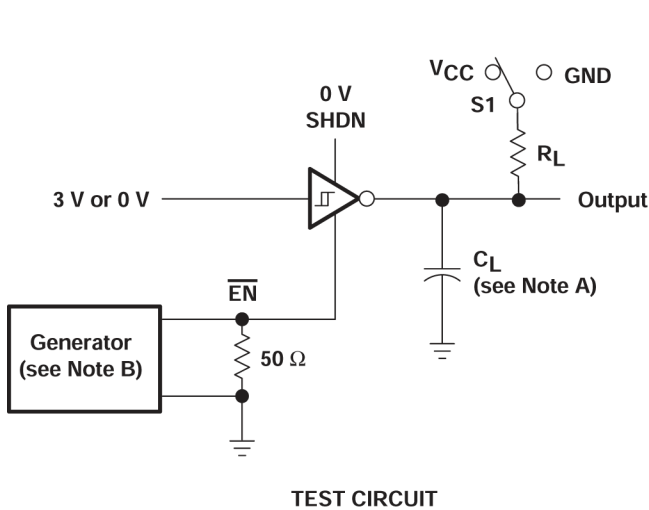 VCC
GND
S1
0 V
SHDN
RL
3 V or 0 V
Output
CL
(see Note A)
EN
Generator
(see Note B)
50 Ω
TEST CIRCUIT